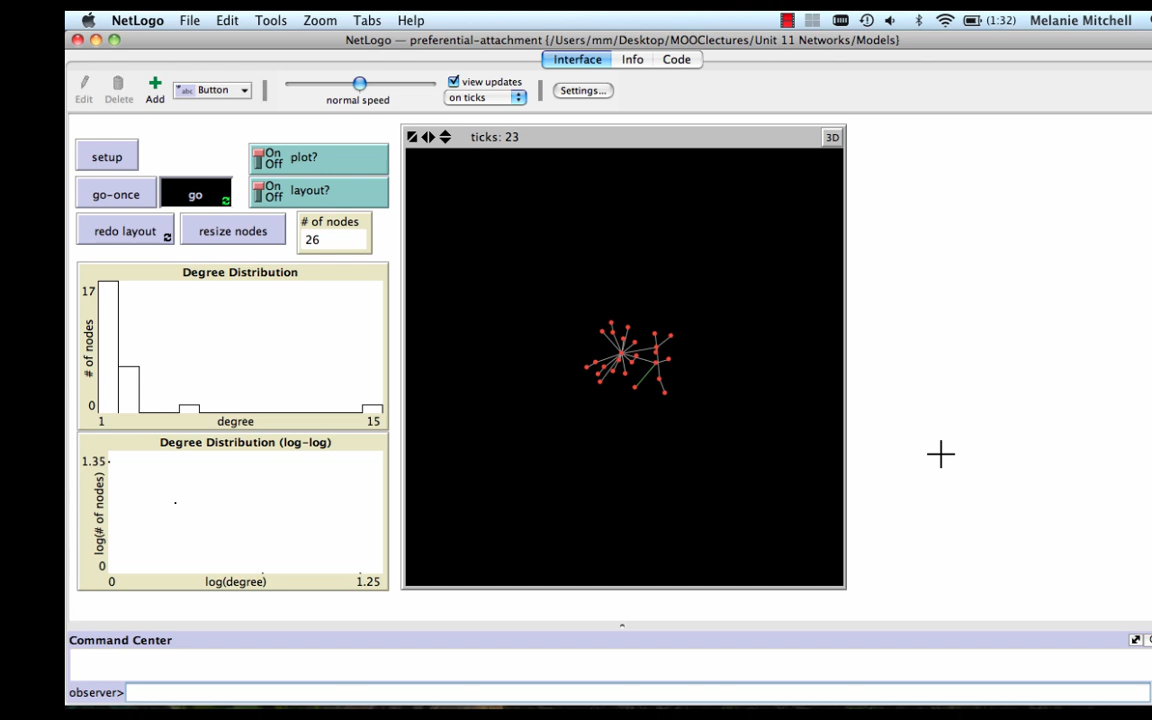 NetLogo File Edit Tools Zoom Tabs Help (1:32) Melanie Mitchell
NetLogo — preferential-attachment {/Users/mm/Desktop/MOOClectures/Unit 11 Networks/Models}
Interface Info Code
Edit Delete Add abc Button normal speed view updates on ticks Settings...
ticks: 23 3D
setup
On Off plot?
go-once go
On Off layout?
redo layout resize nodes
# of nodes
26
Degree Distribution
17
# of nodes
0
1 degree 15
Degree Distribution (log-log)
1.35
log(# of nodes)
0
0 log(degree) 1.25
Command Center
observer>